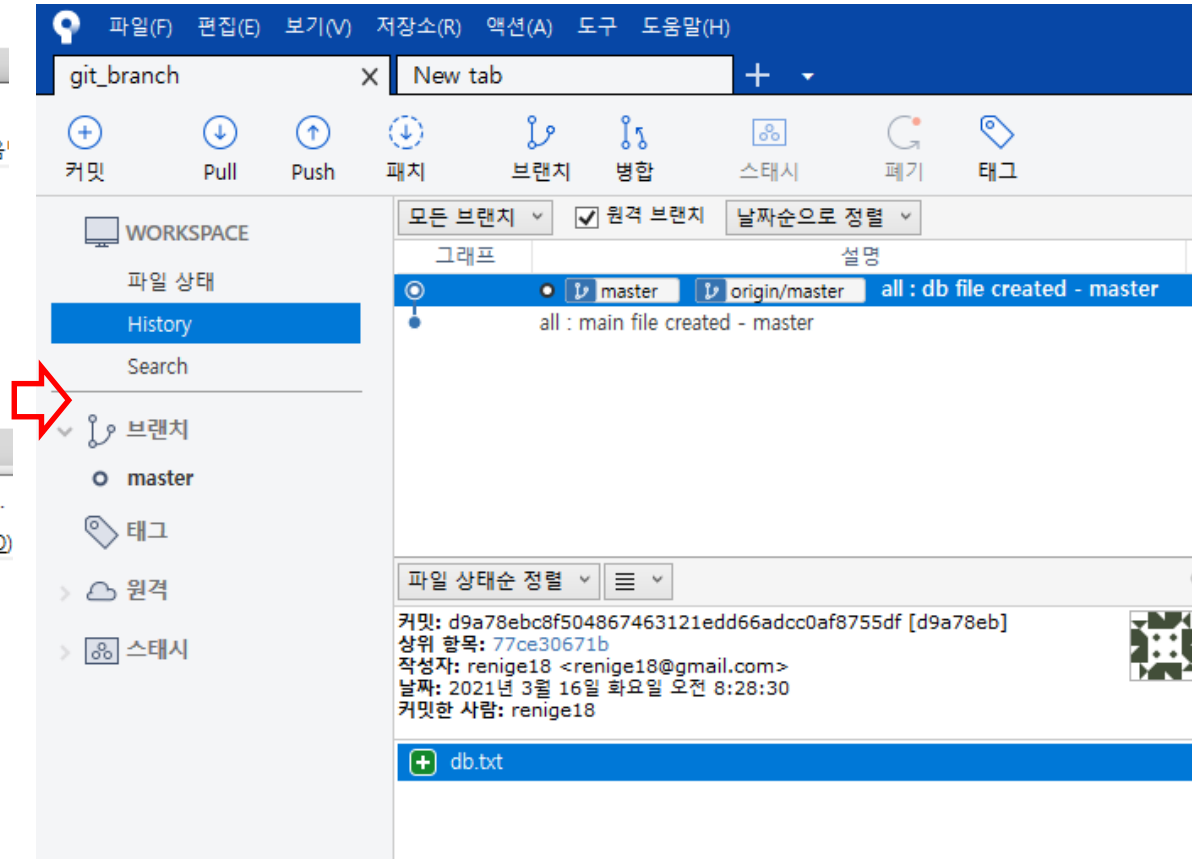 파일(F) 편집(E) 보기(V) 저장소(R) 액션(A) 도구 도움말(H)
git_branch New tab
커밋 Pull Push 패치 브랜치 병합 스태시 폐기 태그
WORKSPACE
파일 상태
History
Search
브랜치
master
태그
원격
스태시
모든 브랜치 원격 브랜치 날짜순으로 정렬
그래프 설명
master origin/master all : db file created - master
all : main file created - master
파일 상태순 정렬
커밋: d9a78ebc8f504867463121edd66adcc0af8755df [d9a78eb]
상위 항목: 77ce30671b
작성자: renige18 <renige18@gmail.com>
날짜: 2021년 3월 16일 화요일 오전 8:28:30
커밋한 사람: renige18
db.txt